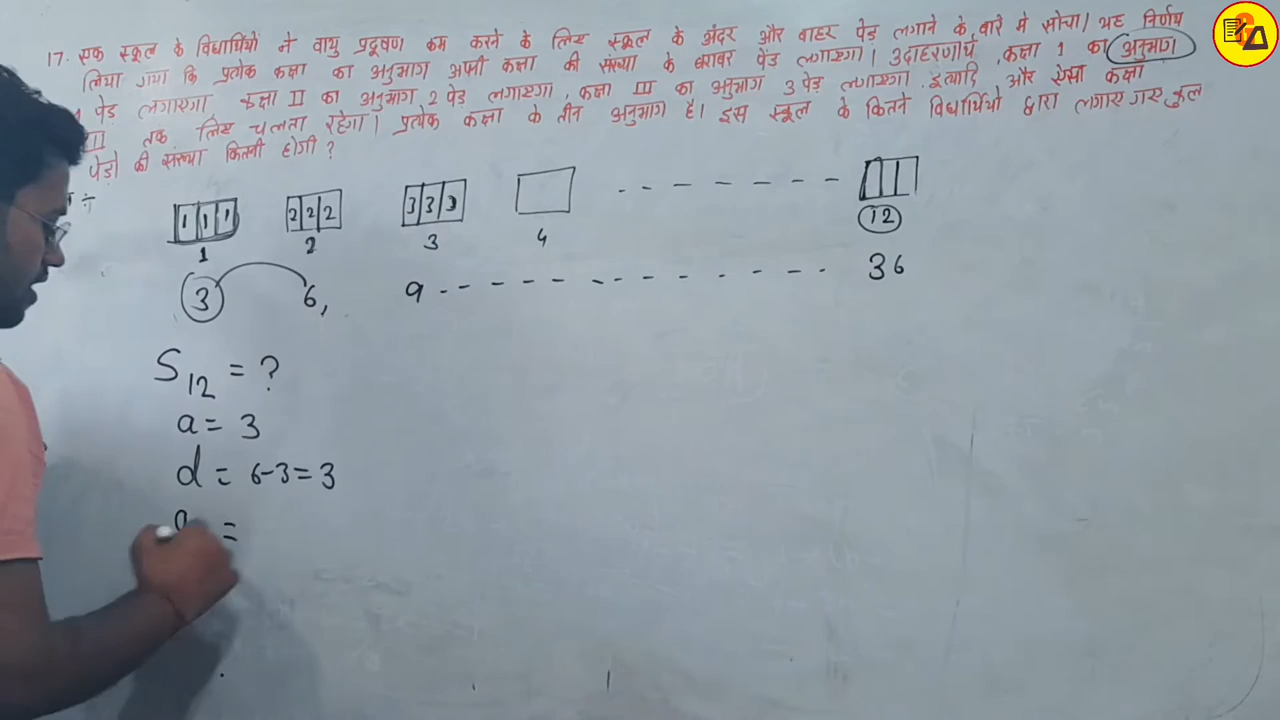 17. एक स्कूल के विद्यार्थियों ने वायु प्रदूषण कम करने के लिए स्कूल के अंदर और बाहर पेड़ लगाने के बारे मे सोचा। यह निर्णय
लिया गया कि प्रत्येक कक्षा का अनुभाग अपनी कक्षा की संख्या के बराबर पेड़ लगाएगा। उदाहरणार्थ, कक्षा 1 का अनुभाग
पेड़ लगाएगा कक्षा II का अनुभाग 2 पेड़ लगाएगा, कक्षा III का अनुभाग 3 पेड़ लगाएगा. इत्यादि और ऐसा कक्षा
तक लिए चलता रहेगा। प्रत्येक कक्षा के तीन अनुभाग है। इस स्कूल के कितने विद्यार्थियो द्वारा लगाए गए कुल
पेड़ो की संख्या कितनी होगी ?
1 1 1 2 2 2 3 3 3
1 2 3 4 - - - - - - - - 12
3 6, 9 - - - - - - - - - - - - 36
S12 = ?
a = 3
d = 6-3 = 3
=